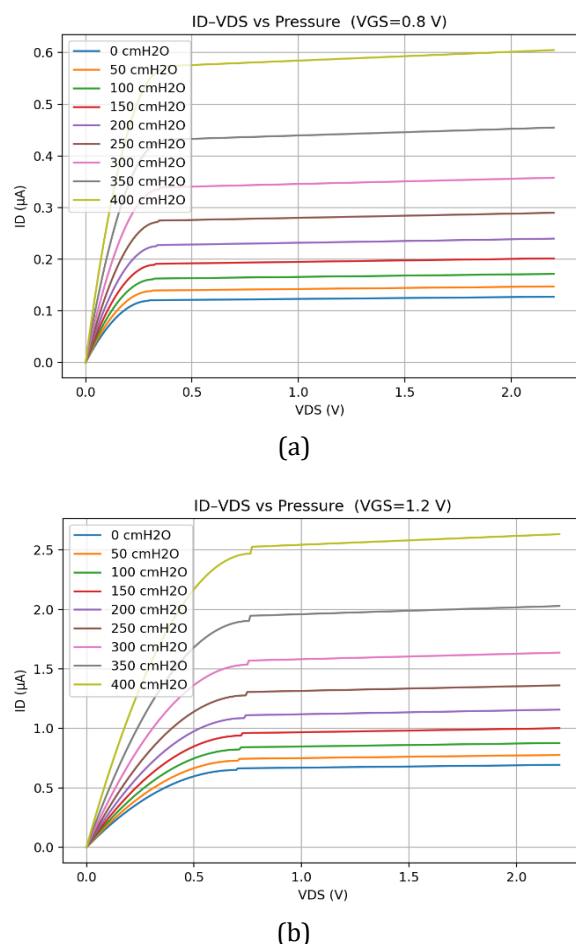 ID–VDS vs Pressure (VGS=0.8 V)
0.6
0.5
0.4
0.3
0.2
0.1
0.0
ID (μA)
0 cmH2O
50 cmH2O
100 cmH2O
150 cmH2O
200 cmH2O
250 cmH2O
300 cmH2O
350 cmH2O
400 cmH2O
0.0 0.5 1.0 1.5 2.0
VDS (V)
(a)
ID–VDS vs Pressure (VGS=1.2 V)
2.5
2.0
1.5
1.0
0.5
0.0
ID (μA)
0 cmH2O
50 cmH2O
100 cmH2O
150 cmH2O
200 cmH2O
250 cmH2O
300 cmH2O
350 cmH2O
400 cmH2O
0.0 0.5 1.0 1.5 2.0
VDS (V)
(b)